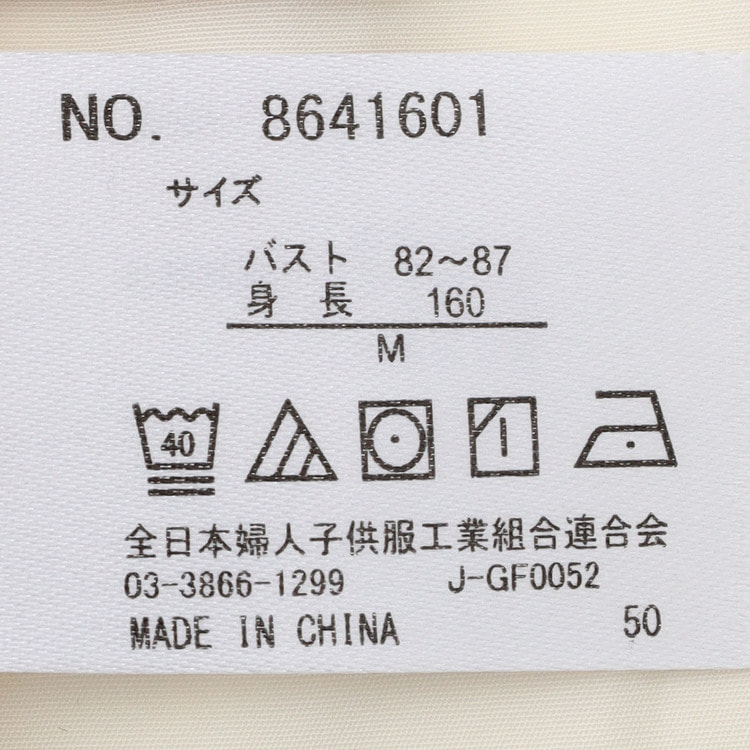 NO. 8641601
サイズ
バスト 82〜87
身 長 160
M
40
全日本婦人子供服工業組合連合会
03-3866-1299 J-GF0052
MADE IN CHINA 50